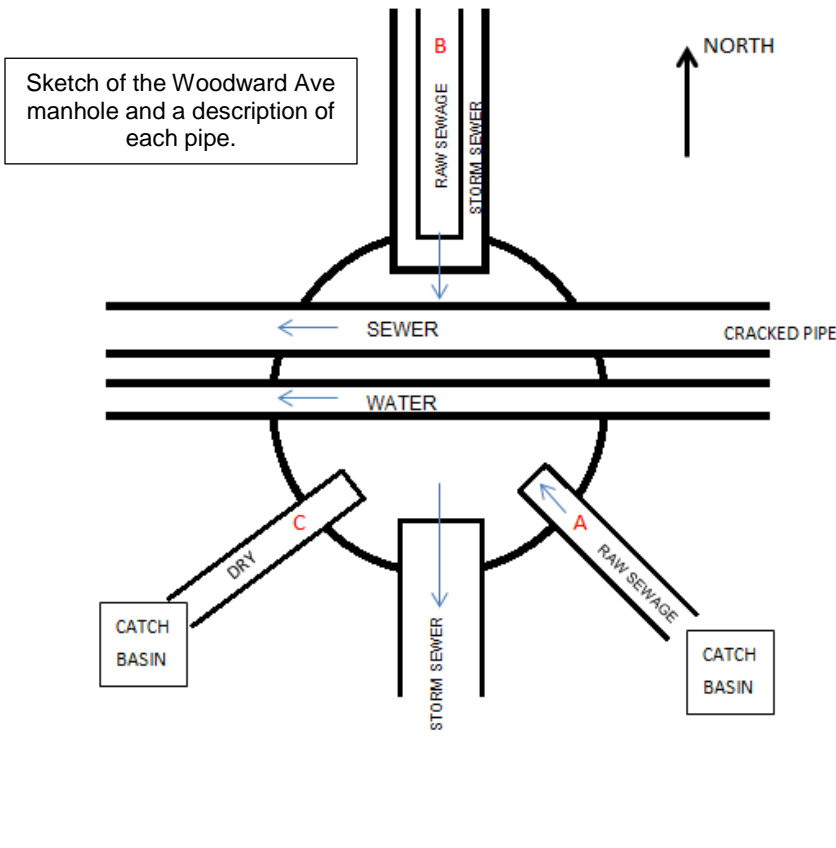 Sketch of the Woodward Ave
manhole and a description of
each pipe.
B
RAW SEWAGE
STORM SEWER
NORTH
SEWER
CRACKED PIPE
WATER
C
DRY
A
RAW SEWAGE
CATCH
BASIN
STORM SEWER
CATCH
BASIN